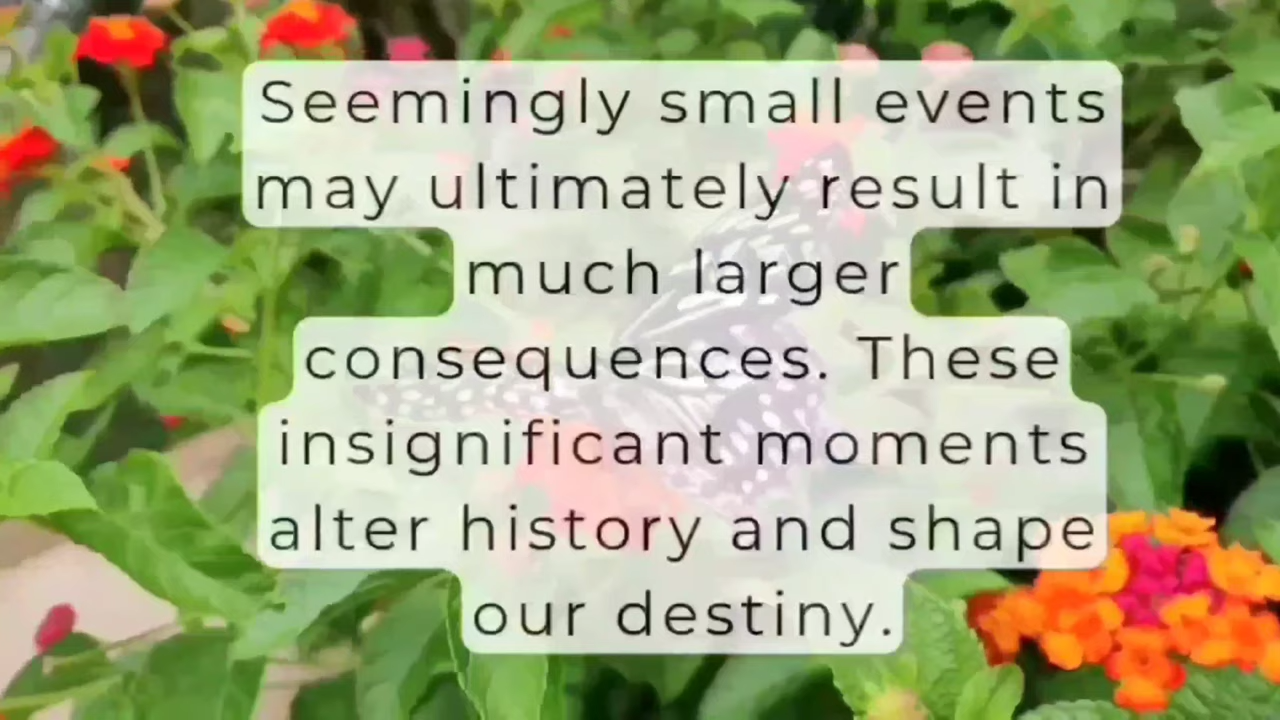 Seemingly small events
may ultimately result in
much larger
consequences. These
insignificant moments
alter history and shape
our destiny.